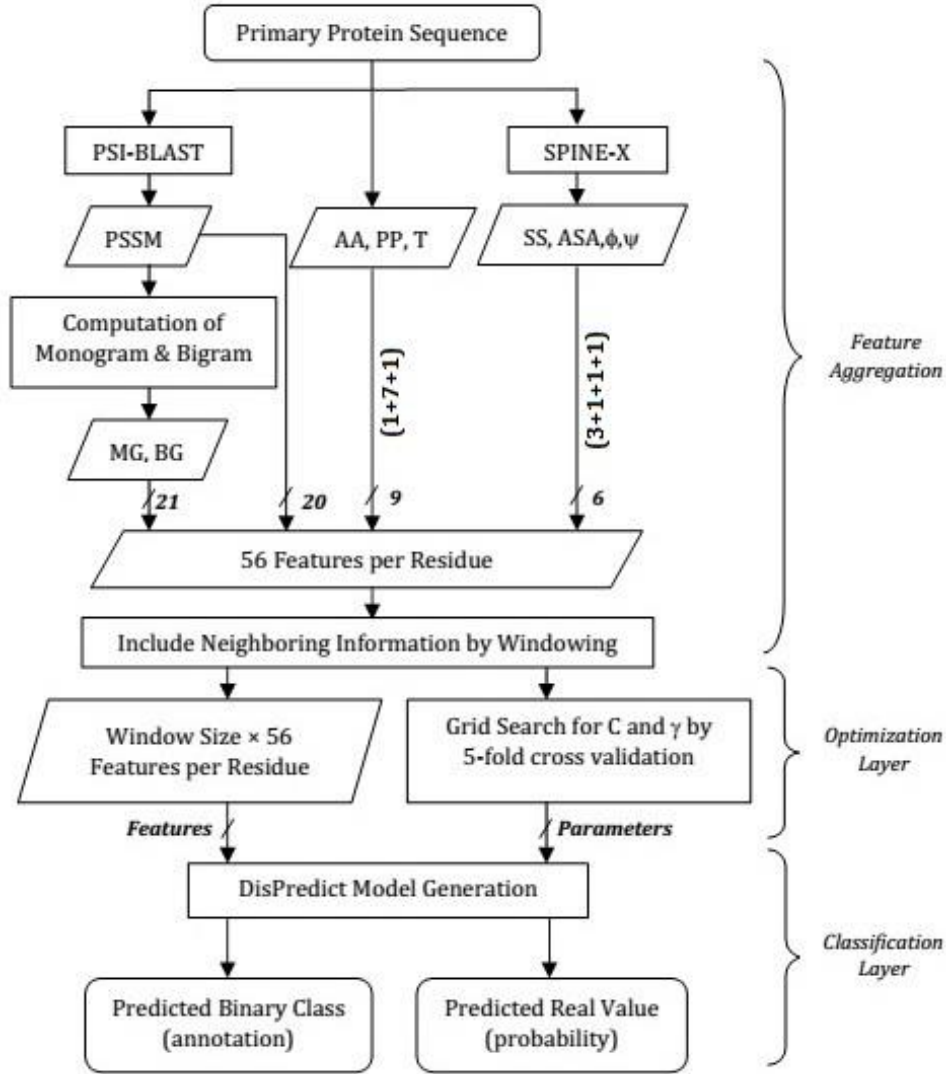 Primary Protein Sequence
PSI-BLAST
SPINE-X
PSSM
AA, PP, T
SS, ASA,ϕ,ψ
Computation of
Monogram & Bigram
(1+7+1)
(3+1+1+1)
Feature
Aggregation
MG, BG
21
20
9
6
56 Features per Residue
Include Neighboring Information by Windowing
Window Size × 56
Features per Residue
Grid Search for C and γ by
5-fold cross validation
Optimization
Layer
Features
Parameters
DisPredict Model Generation
Classification
Layer
Predicted Binary Class
(annotation)
Predicted Real Value
(probability)